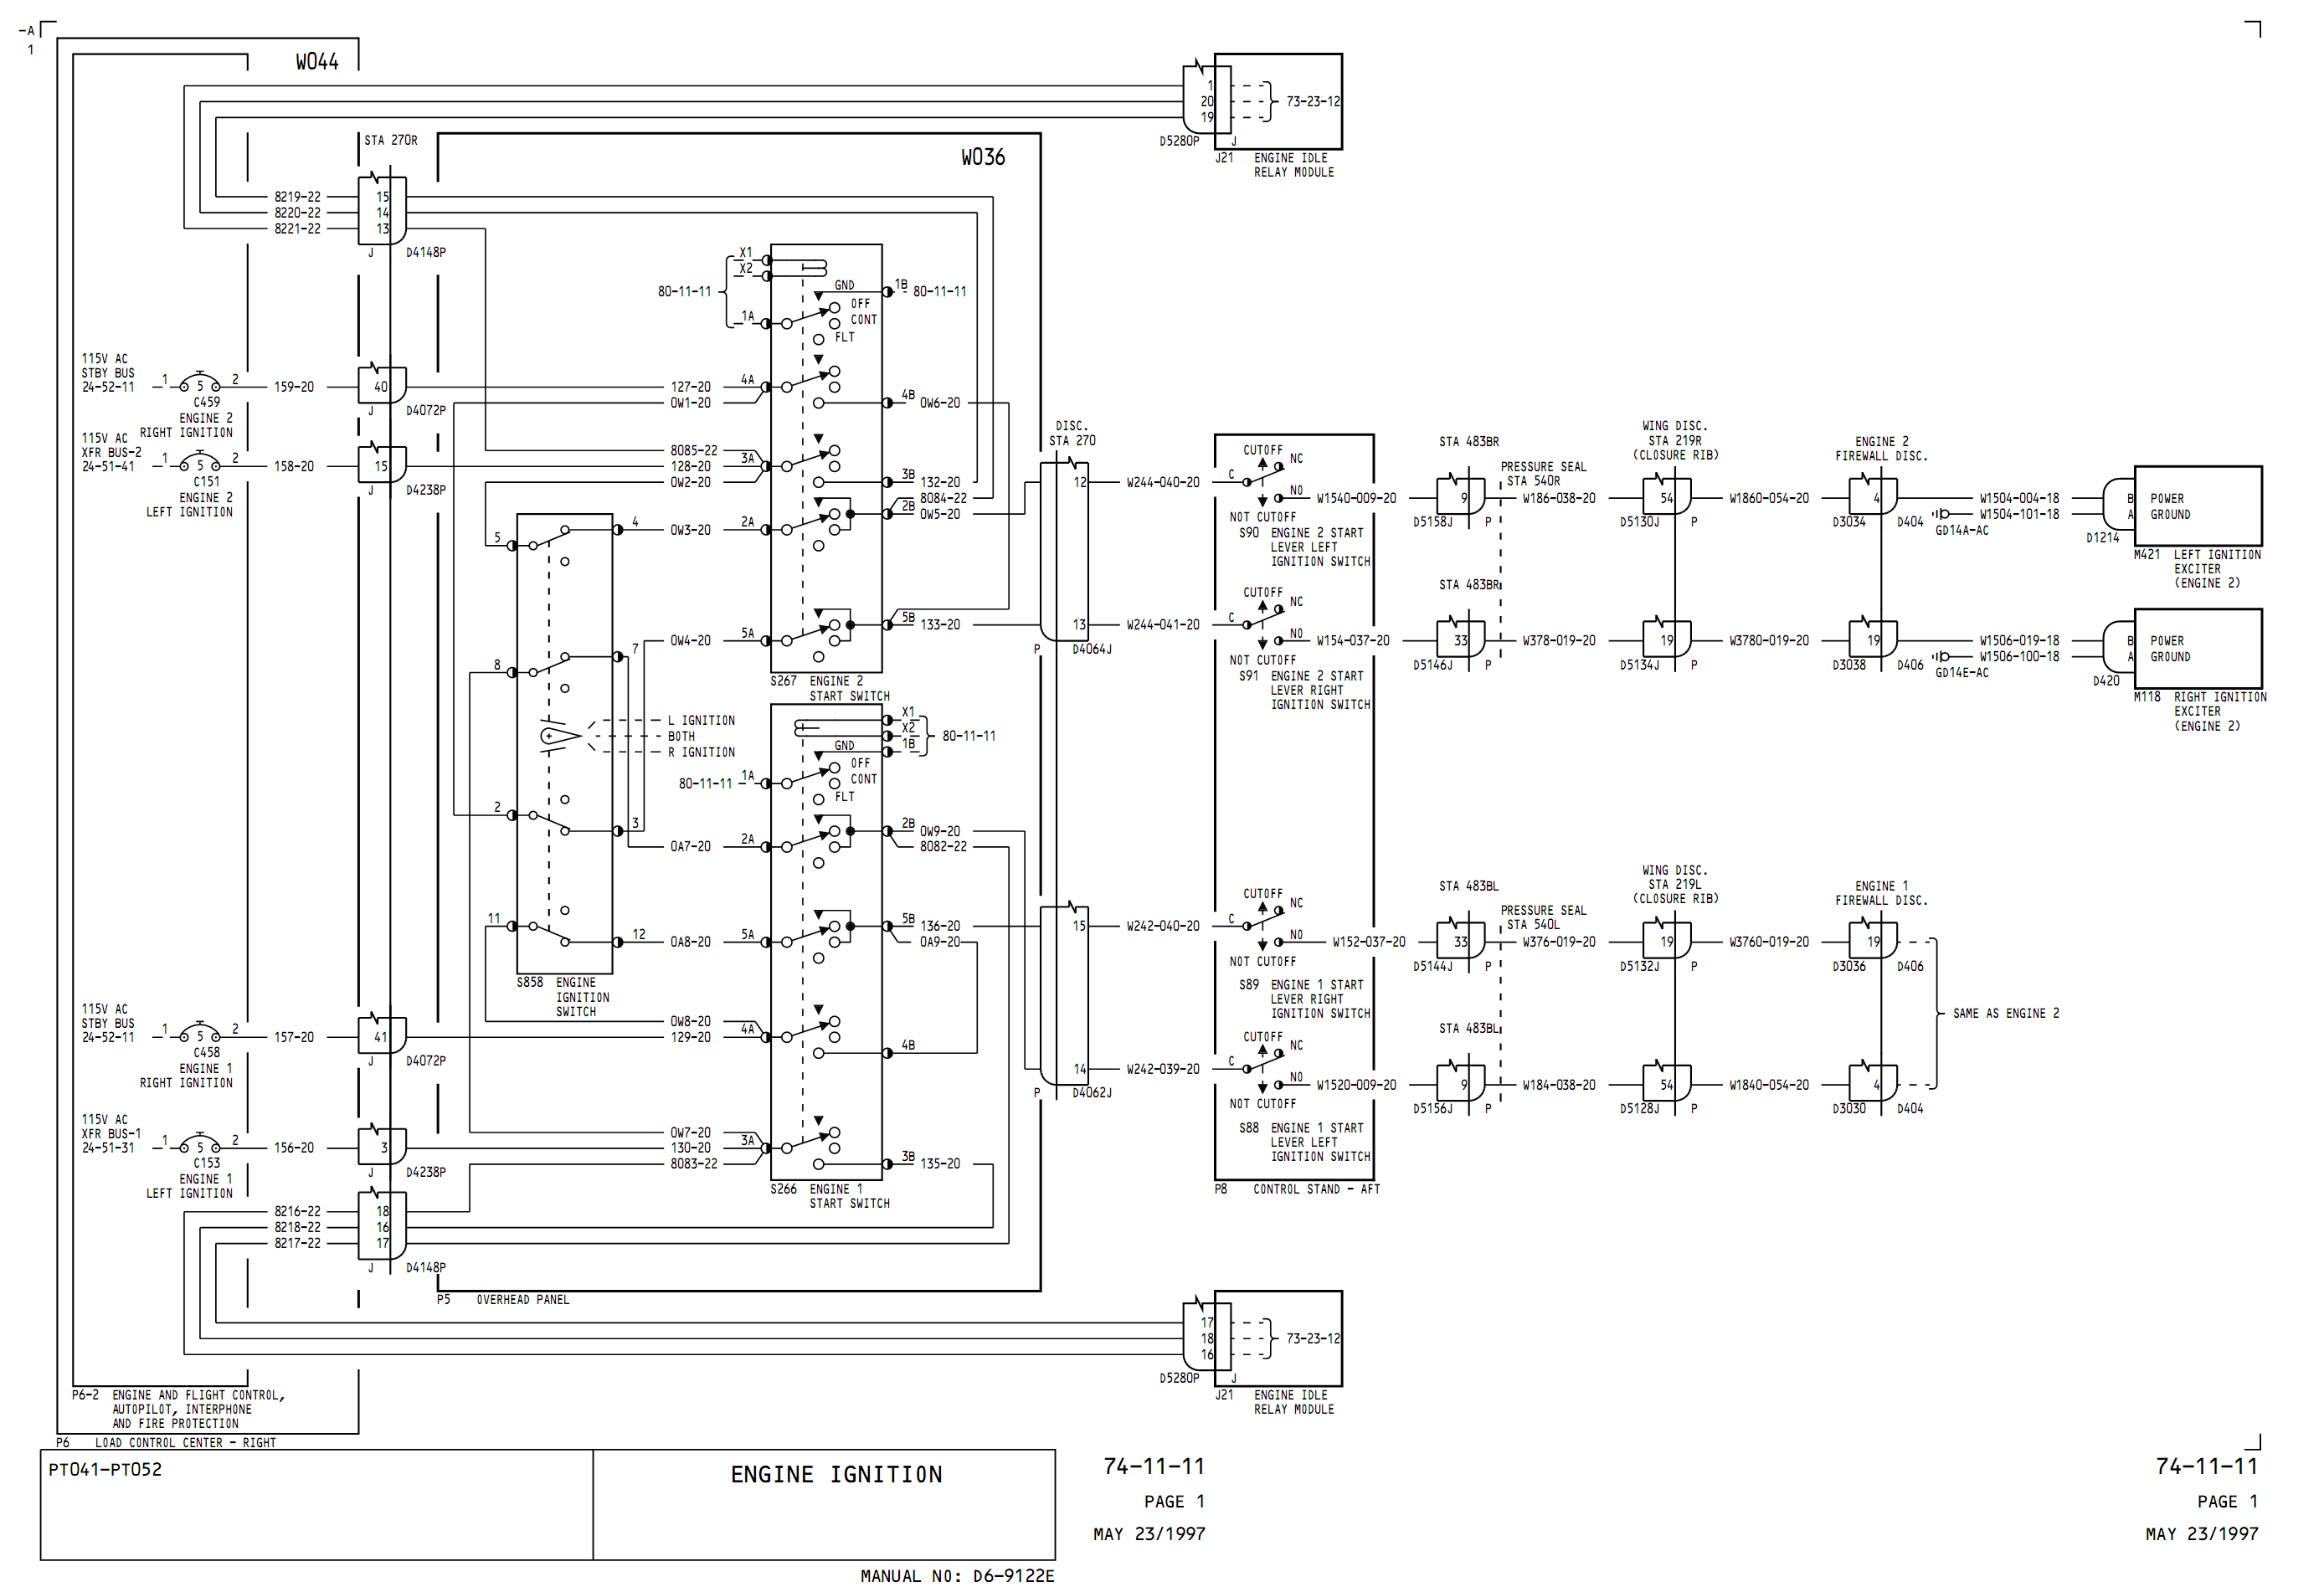 -A
1
W044
1
20
19
73-23-12
D5280P J
J21 ENGINE IDLE
RELAY MODULE
STA 270R
W036
8219-22 15
8220-22 14
8221-22 13
J D4148P
X1
X2
80-11-11
1A
GND
OFF
CONT
FLT
1B 80-11-11
115V AC
STBY BUS
24-52-11 1 5 2 159-20 40
C459
ENGINE 2
RIGHT IGNITION
J D4072P
127-20 4A
0W1-20
4B 0W6-20
115V AC
XFR BUS-2
24-51-41 1 5 2 158-20 15
C151
ENGINE 2
LEFT IGNITION
J D4238P
8085-22
128-20 3A
0W2-20
3B 132-20
8084-22
2B 0W5-20
5 4 0W3-20 2A
8 7 0W4-20 5A
5B 133-20
S267 ENGINE 2
START SWITCH
L IGNITION
BOTH
R IGNITION
X1
X2
1B
80-11-11
GND
OFF
CONT
FLT
80-11-11 1A
2 3
0A7-20 2A
2B 0W9-20
8082-22
11 12 0A8-20 5A
5B 136-20
0A9-20
S858 ENGINE
IGNITION
SWITCH
115V AC
STBY BUS
24-52-11 1 5 2 157-20 41
C458
ENGINE 1
RIGHT IGNITION
J D4072P
0W8-20
129-20 4A
4B
115V AC
XFR BUS-1
24-51-31 1 5 2 156-20 3
C153
ENGINE 1
LEFT IGNITION
J D4238P
0W7-20
130-20 3A
8083-22
3B 135-20
S266 ENGINE 1
START SWITCH
8216-22 18
8218-22 16
8217-22 17
J D4148P
P5 OVERHEAD PANEL
DISC.
STA 270
12
13
P D4064J
15
14
P D4062J
W244-040-20
CUTOFF
C NC
NO
NOT CUTOFF
S90 ENGINE 2 START
LEVER LEFT
IGNITION SWITCH
W1540-009-20
STA 483BR
9
D5158J P
PRESSURE SEAL
STA 540R
W186-038-20
WING DISC.
STA 219R
(CLOSURE RIB)
54
D5130J P
W1860-054-20
ENGINE 2
FIREWALL DISC.
4
D3034 D404
W1504-004-18
W1504-101-18
GD14A-AC
B POWER
A GROUND
D1214
M421 LEFT IGNITION
EXCITER
(ENGINE 2)
W244-041-20
CUTOFF
C NC
NO
NOT CUTOFF
S91 ENGINE 2 START
LEVER RIGHT
IGNITION SWITCH
W154-037-20
STA 483BR
33
D5146J P
W378-019-20
19
D5134J P
W3780-019-20
19
D3038 D406
W1506-019-18
W1506-100-18
GD14E-AC
B POWER
A GROUND
D420
M118 RIGHT IGNITION
EXCITER
(ENGINE 2)
W242-040-20
CUTOFF
C NC
NO
NOT CUTOFF
S89 ENGINE 1 START
LEVER RIGHT
IGNITION SWITCH
W152-037-20
STA 483BL
33
D5144J P
PRESSURE SEAL
STA 540L
W376-019-20
WING DISC.
STA 219L
(CLOSURE RIB)
19
D5132J P
W3760-019-20
ENGINE 1
FIREWALL DISC.
19
D3036 D406
SAME AS ENGINE 2
W242-039-20
CUTOFF
C NC
NO
NOT CUTOFF
S88 ENGINE 1 START
LEVER LEFT
IGNITION SWITCH
W1520-009-20
STA 483BL
9
D5156J P
W184-038-20
54
D5128J P
W1840-054-20
4
D3030 D404
P8 CONTROL STAND - AFT
17
18
16
73-23-12
D5280P J
J21 ENGINE IDLE
RELAY MODULE
P6-2 ENGINE AND FLIGHT CONTROL,
AUTOPILOT, INTERPHONE
AND FIRE PROTECTION
P6 LOAD CONTROL CENTER - RIGHT
PT041-PT052
ENGINE IGNITION
74-11-11
PAGE 1
MAY 23/1997
74-11-11
PAGE 1
MAY 23/1997
MANUAL NO: D6-9122E